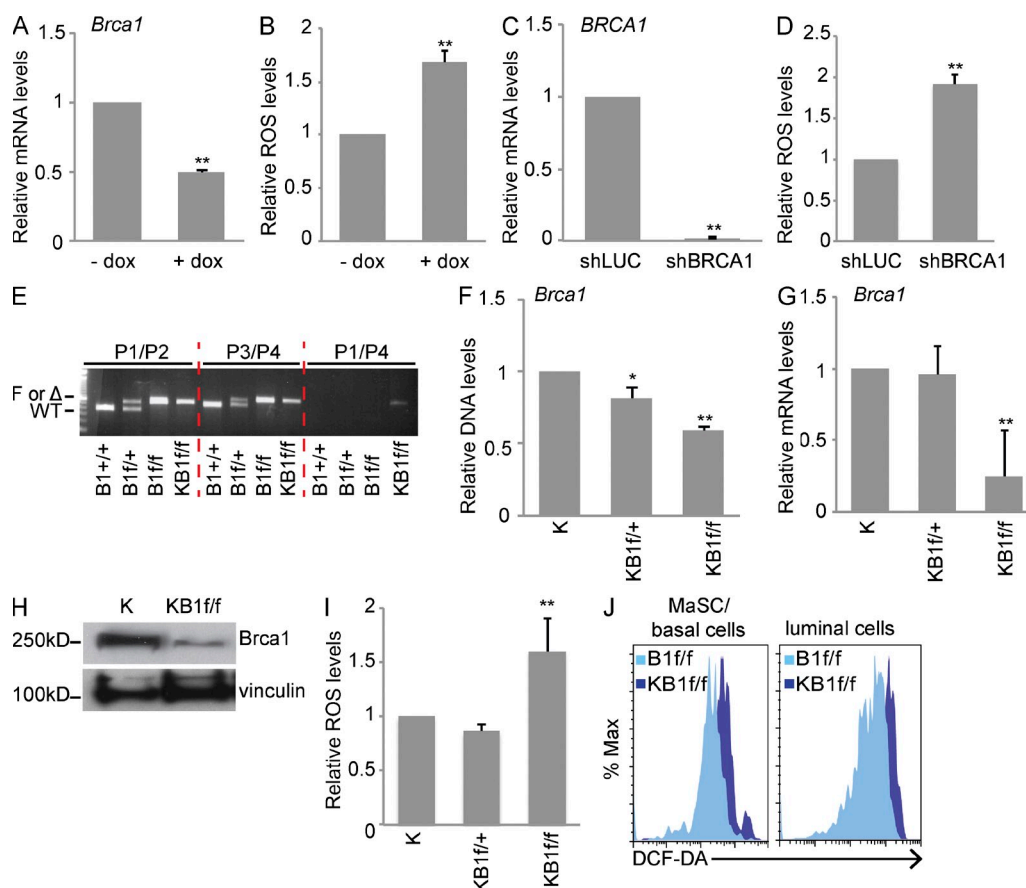 A
Brca1
Relative mRNA levels
1
0.5
0
**
- dox
+ dox
B
Relative ROS levels
2
1.5
1
0.5
0
**
- dox
+ dox
C
BRCA1
Relative mRNA levels
1
0.5
0
**
shLUC
shBRCA1
D
Relative ROS levels
2
1.5
1
0.5
0
**
shLUC
shBRCA1
E
P1/P2
P3/P4
P1/P4
F or Δ
WT
B1+/+
B1f/+
B1f/f
KB1f/f
B1+/+
B1f/+
B1f/f
KB1f/f
B1+/+
B1f/+
B1f/f
KB1f/f
F
Brca1
Relative DNA levels
1.5
1
0.5
0
*
**
K
KB1f/+
KB1f/f
G
Brca1
Relative mRNA levels
1.5
1
0.5
0
**
K
KB1f/+
KB1f/f
H
K
KB1f/f
250kD
Brca1
100kD
vinculin
I
Relative ROS levels
2
1.5
1
0.5
0
**
K
KB1f/+
KB1f/f
J
MaSC/
basal cells
luminal cells
B1f/f
KB1f/f
B1f/f
KB1f/f
% Max
DCF-DA